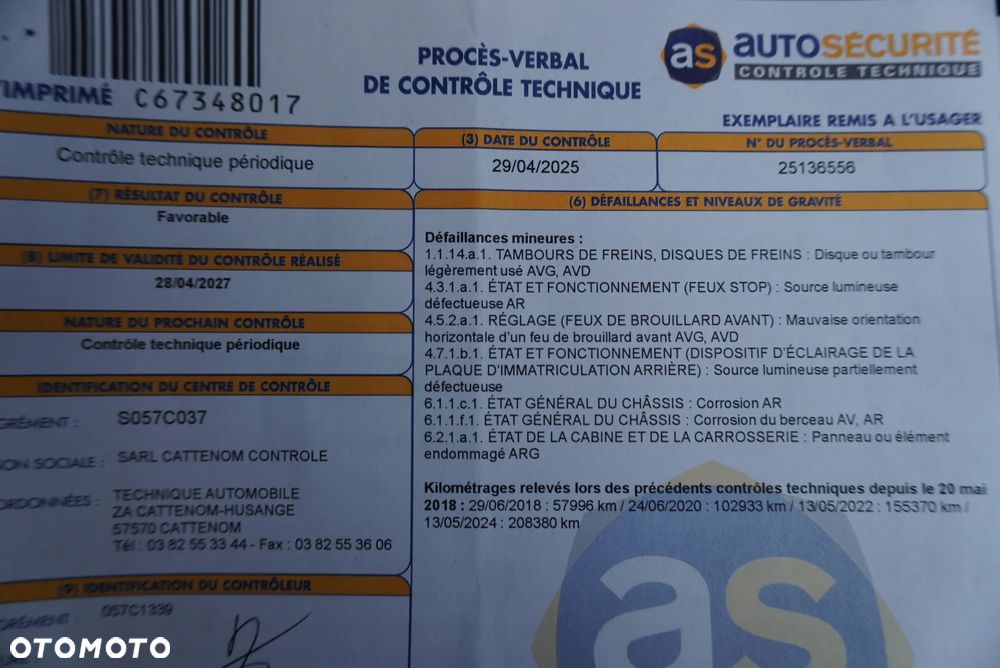 PROCÈS-VERBAL
DE CONTRÔLE TECHNIQUE
as AUTOSÉCURITÉ
CONTROLE TECHNIQUE
IMPRIMÉ C67348017
EXEMPLAIRE REMIS A L'USAGER
NATURE DU CONTRÔLE
Contrôle technique périodique
(3) DATE DU CONTRÔLE
29/04/2025
N° DU PROCÈS-VERBAL
25136556
(7) RÉSULTAT DU CONTRÔLE
Favorable
(8) LIMITE DE VALIDITÉ DU CONTRÔLE RÉALISÉ
28/04/2027
NATURE DU PROCHAIN CONTRÔLE
Contrôle technique périodique
IDENTIFICATION DU CENTRE DE CONTRÔLE
GRÉMENT : S057C037
ON SOCIALE : SARL CATTENOM CONTROLE
ORDONNÉES : TECHNIQUE AUTOMOBILE
ZA CATTENOM-HUSANGE
57570 CATTENOM
Tél : 03 82 55 33 44 - Fax : 03 82 55 36 06
(9) IDENTIFICATION DU CONTRÔLEUR
GRÉMENT : 057C1339
(6) DÉFAILLANCES ET NIVEAUX DE GRAVITÉ
Défaillances mineures :
1.1.14.a.1. TAMBOURS DE FREINS, DISQUES DE FREINS : Disque ou tambour
légèrement usé AVG, AVD
4.3.1.a.1. ÉTAT ET FONCTIONNEMENT (FEUX STOP) : Source lumineuse
défectueuse AR
4.5.2.a.1. RÉGLAGE (FEUX DE BROUILLARD AVANT) : Mauvaise orientation
horizontale d'un feu de brouillard avant AVG, AVD
4.7.1.b.1. ÉTAT ET FONCTIONNEMENT (DISPOSITIF D'ÉCLAIRAGE DE LA
PLAQUE D'IMMATRICULATION ARRIÈRE) : Source lumineuse partiellement
défectueuse
6.1.1.c.1. ÉTAT GÉNÉRAL DU CHÂSSIS : Corrosion AR
6.1.1.f.1. ÉTAT GÉNÉRAL DU CHÂSSIS : Corrosion du berceau AV, AR
6.2.1.a.1. ÉTAT DE LA CABINE ET DE LA CARROSSERIE : Panneau ou élément
endommagé ARG
Kilométrages relevés lors des précédents contrôles techniques depuis le 20 mai
2018 : 29/06/2018 : 57996 km / 24/06/2020 : 102933 km / 13/05/2022 : 155370 km /
13/05/2024 : 208380 km
as
OTOMOTO